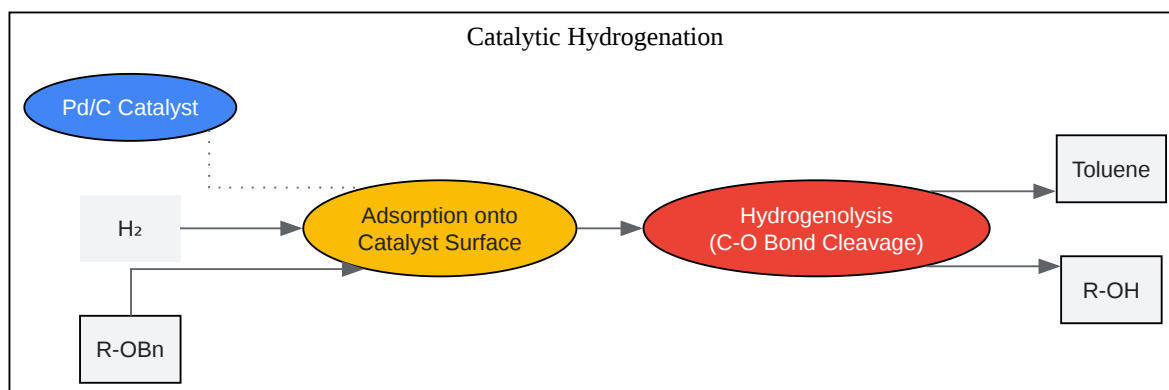 Catalytic Hydrogenation
Pd/C Catalyst
H₂
R-OBn
Adsorption onto
Catalyst Surface
Hydrogenolysis
(C-O Bond Cleavage)
Toluene
R-OH